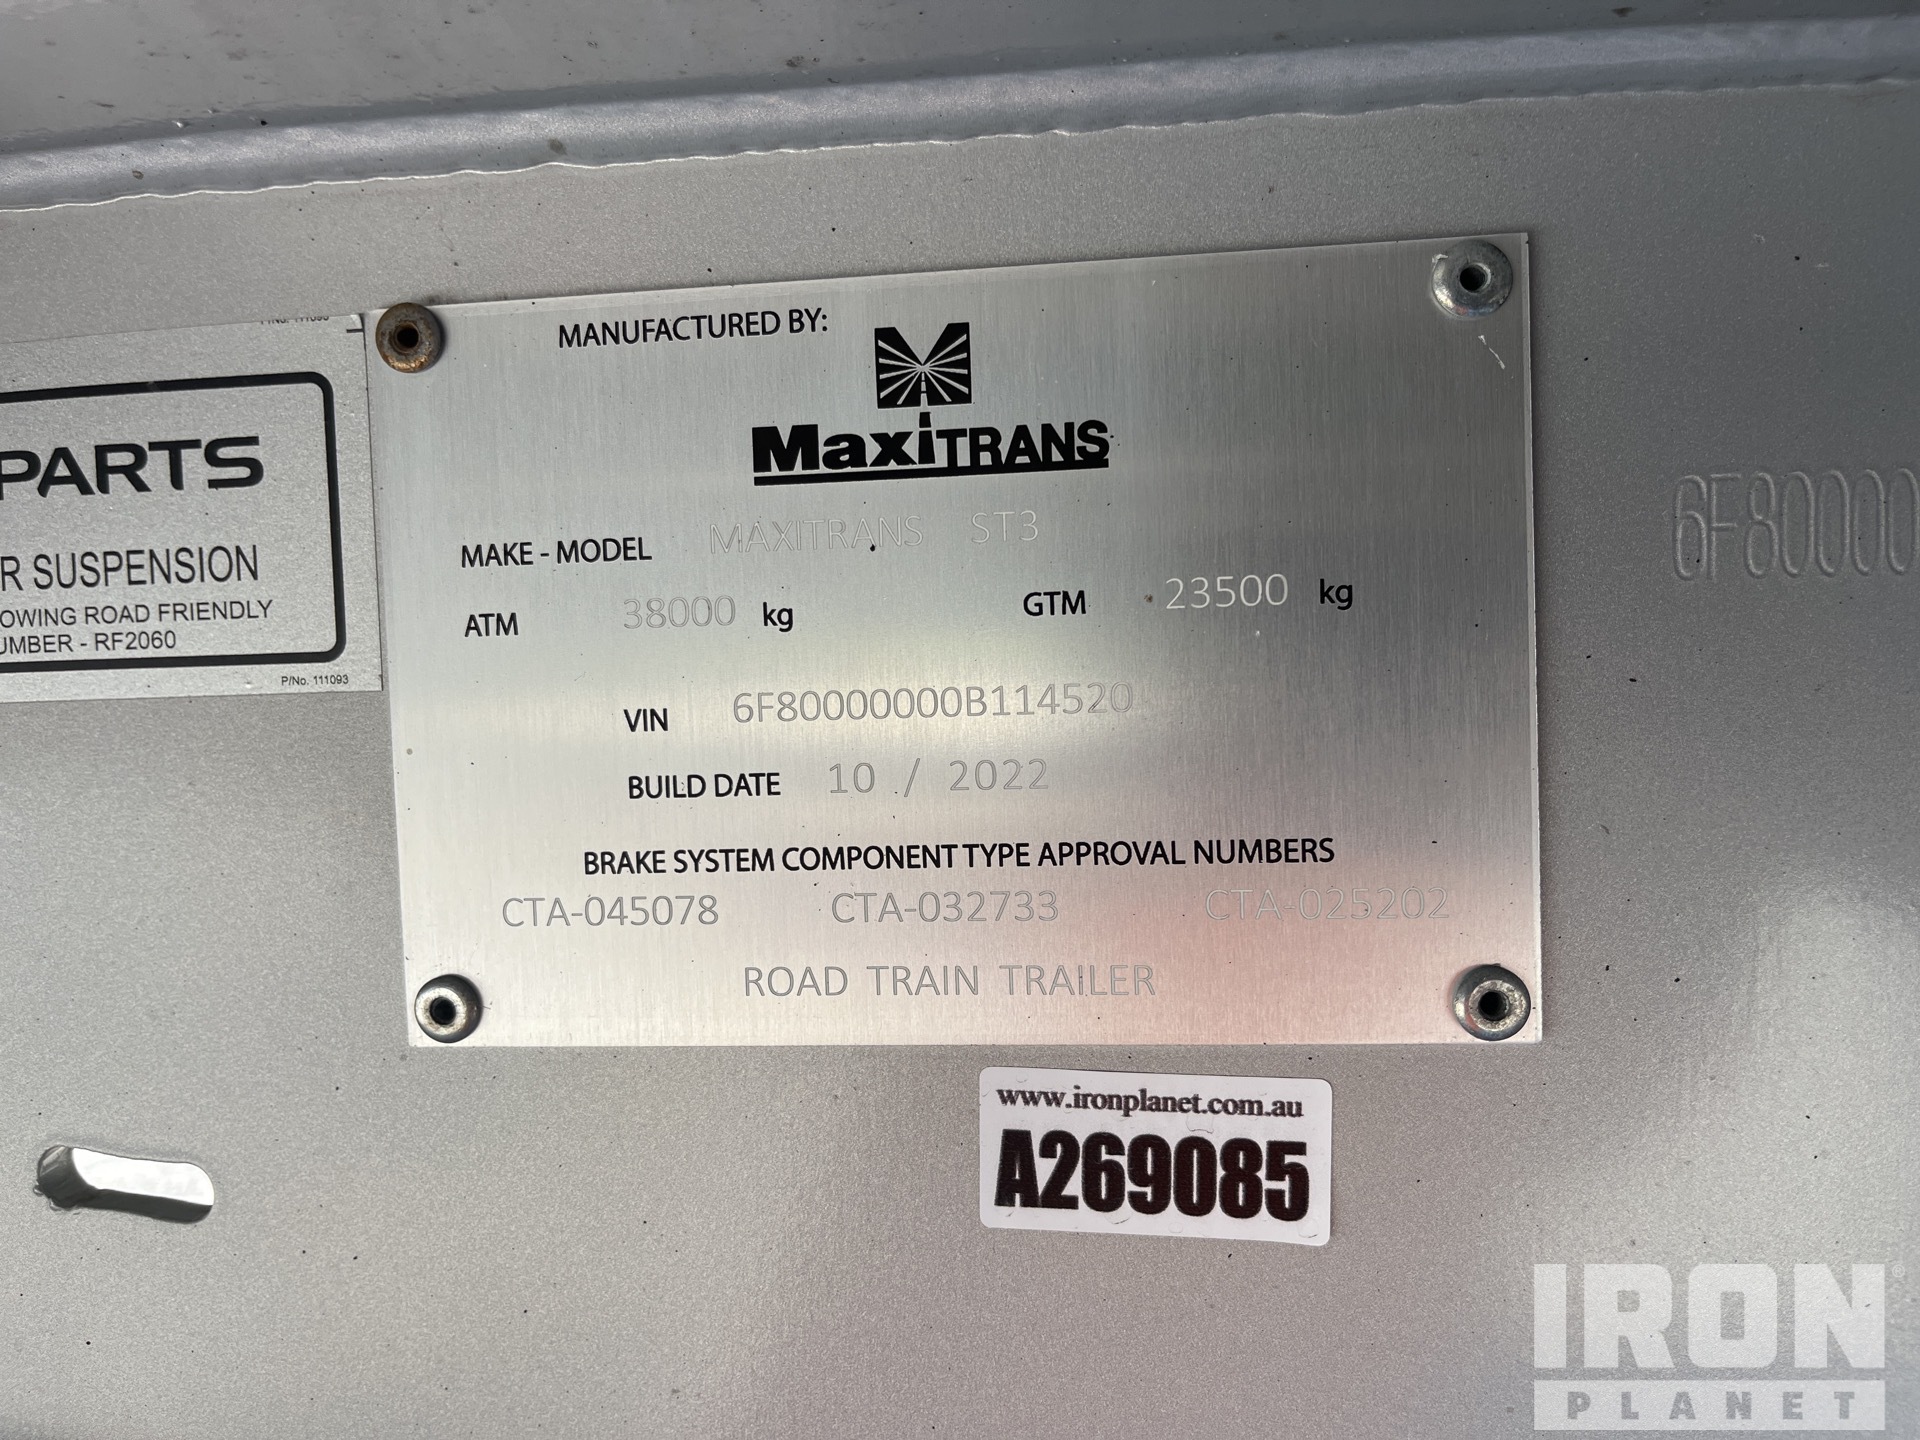 MANUFACTURED BY:
MaxiTRANS
MAKE - MODEL MAXITRANS ST3
ATM 38000 kg GTM 23500 kg
VIN 6F80000000B114520
BUILD DATE 10 / 2022
BRAKE SYSTEM COMPONENT TYPE APPROVAL NUMBERS
CTA-045078 CTA-032733 CTA-025202
ROAD TRAIN TRAILER
PARTS
R SUSPENSION
OWING ROAD FRIENDLY
UMBER - RF2060
P/No. 111093
6F80000
www.ironplanet.com.au
A269085
IRON
PLANET